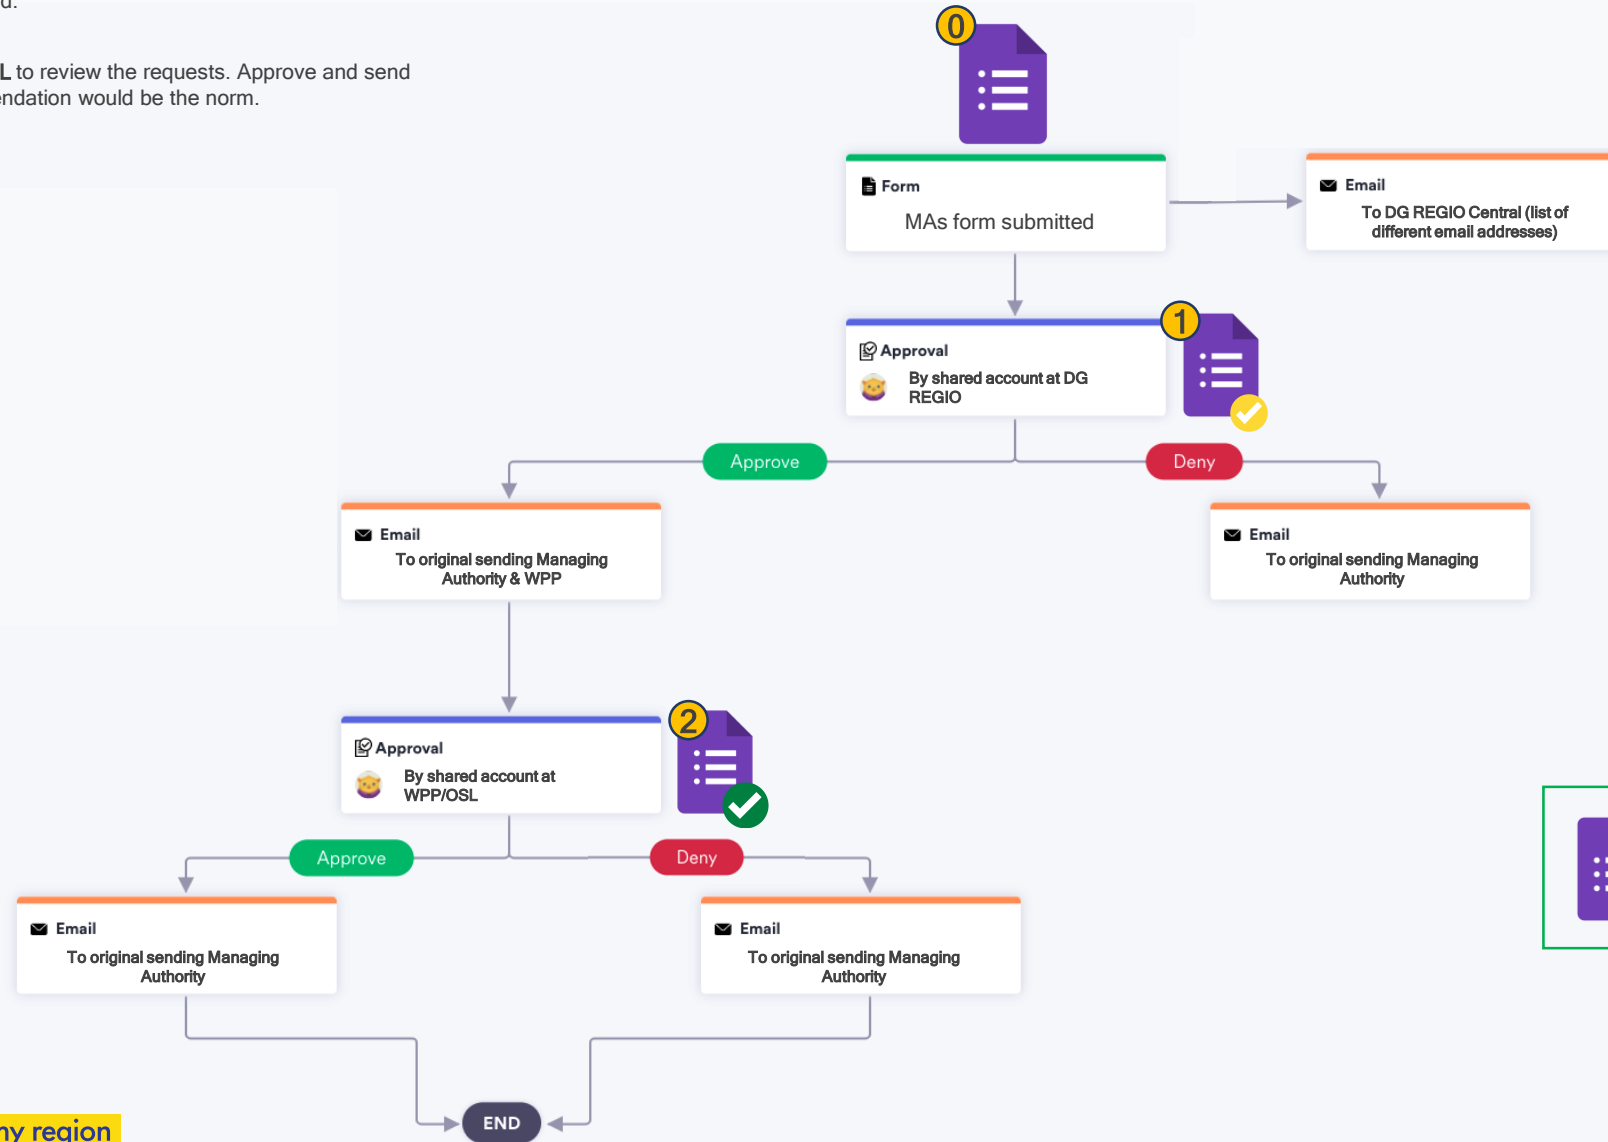 d.
L to review the requests. Approve and send
endation would be the norm.
0
Form
MAs form submitted
Email
To DG REGIO Central (list of
different email addresses)
1
Approval
By shared account at DG
REGIO
Approve
Deny
Email
To original sending Managing
Authority & WPP
Email
To original sending Managing
Authority
2
Approval
By shared account at
WPP/OSL
Approve
Deny
Email
To original sending Managing
Authority
Email
To original sending Managing
Authority
END
my region